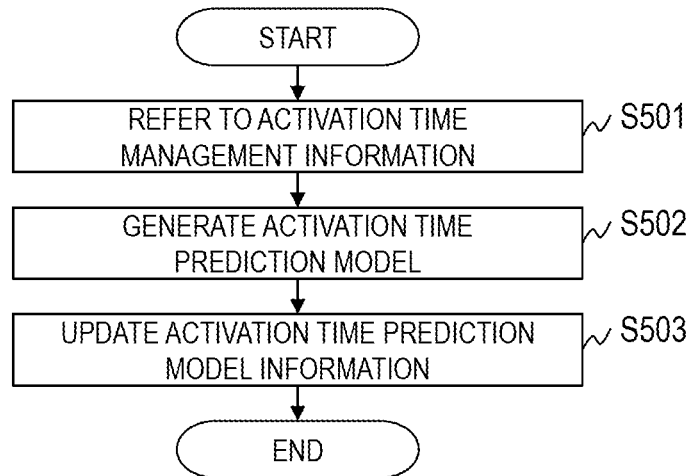 START
REFER TO ACTIVATION TIME
MANAGEMENT INFORMATION
S501
GENERATE ACTIVATION TIME
PREDICTION MODEL
S502
UPDATE ACTIVATION TIME PREDICTION
MODEL INFORMATION
S503
END